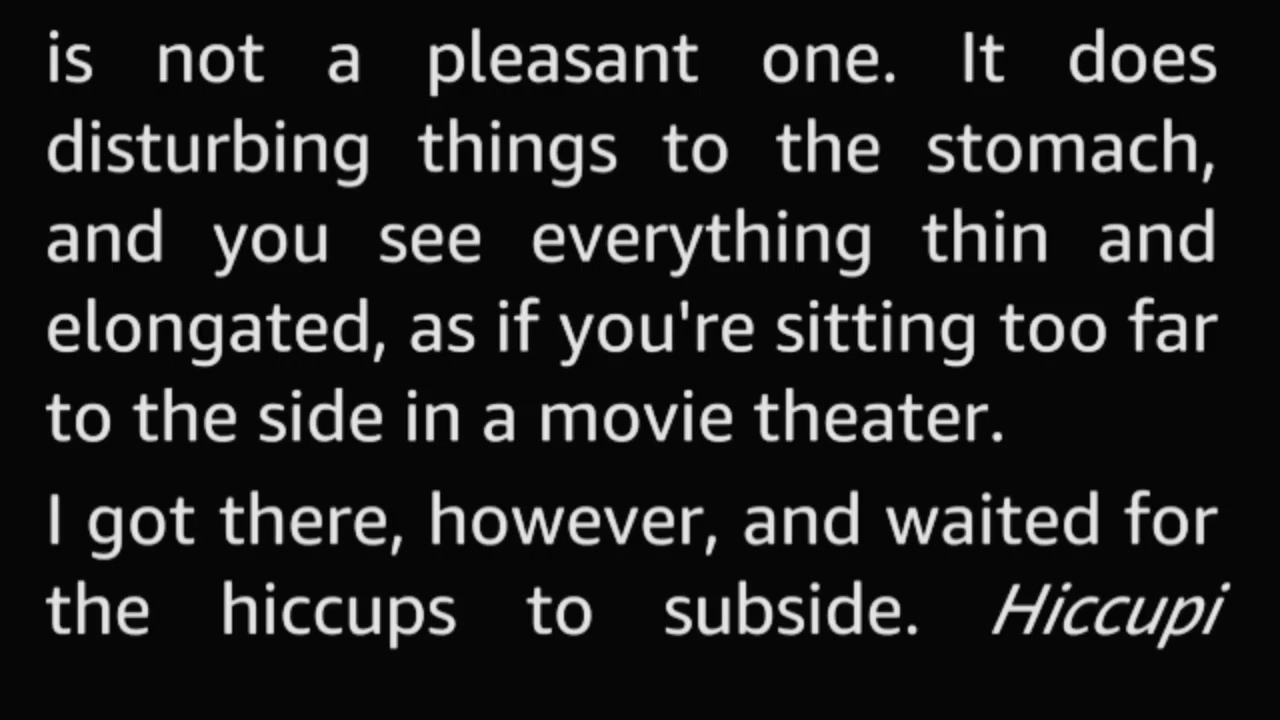 is not a pleasant one. It does
disturbing things to the stomach,
and you see everything thin and
elongated, as if you're sitting too far
to the side in a movie theater.
I got there, however, and waited for
the hiccups to subside. Hiccupi